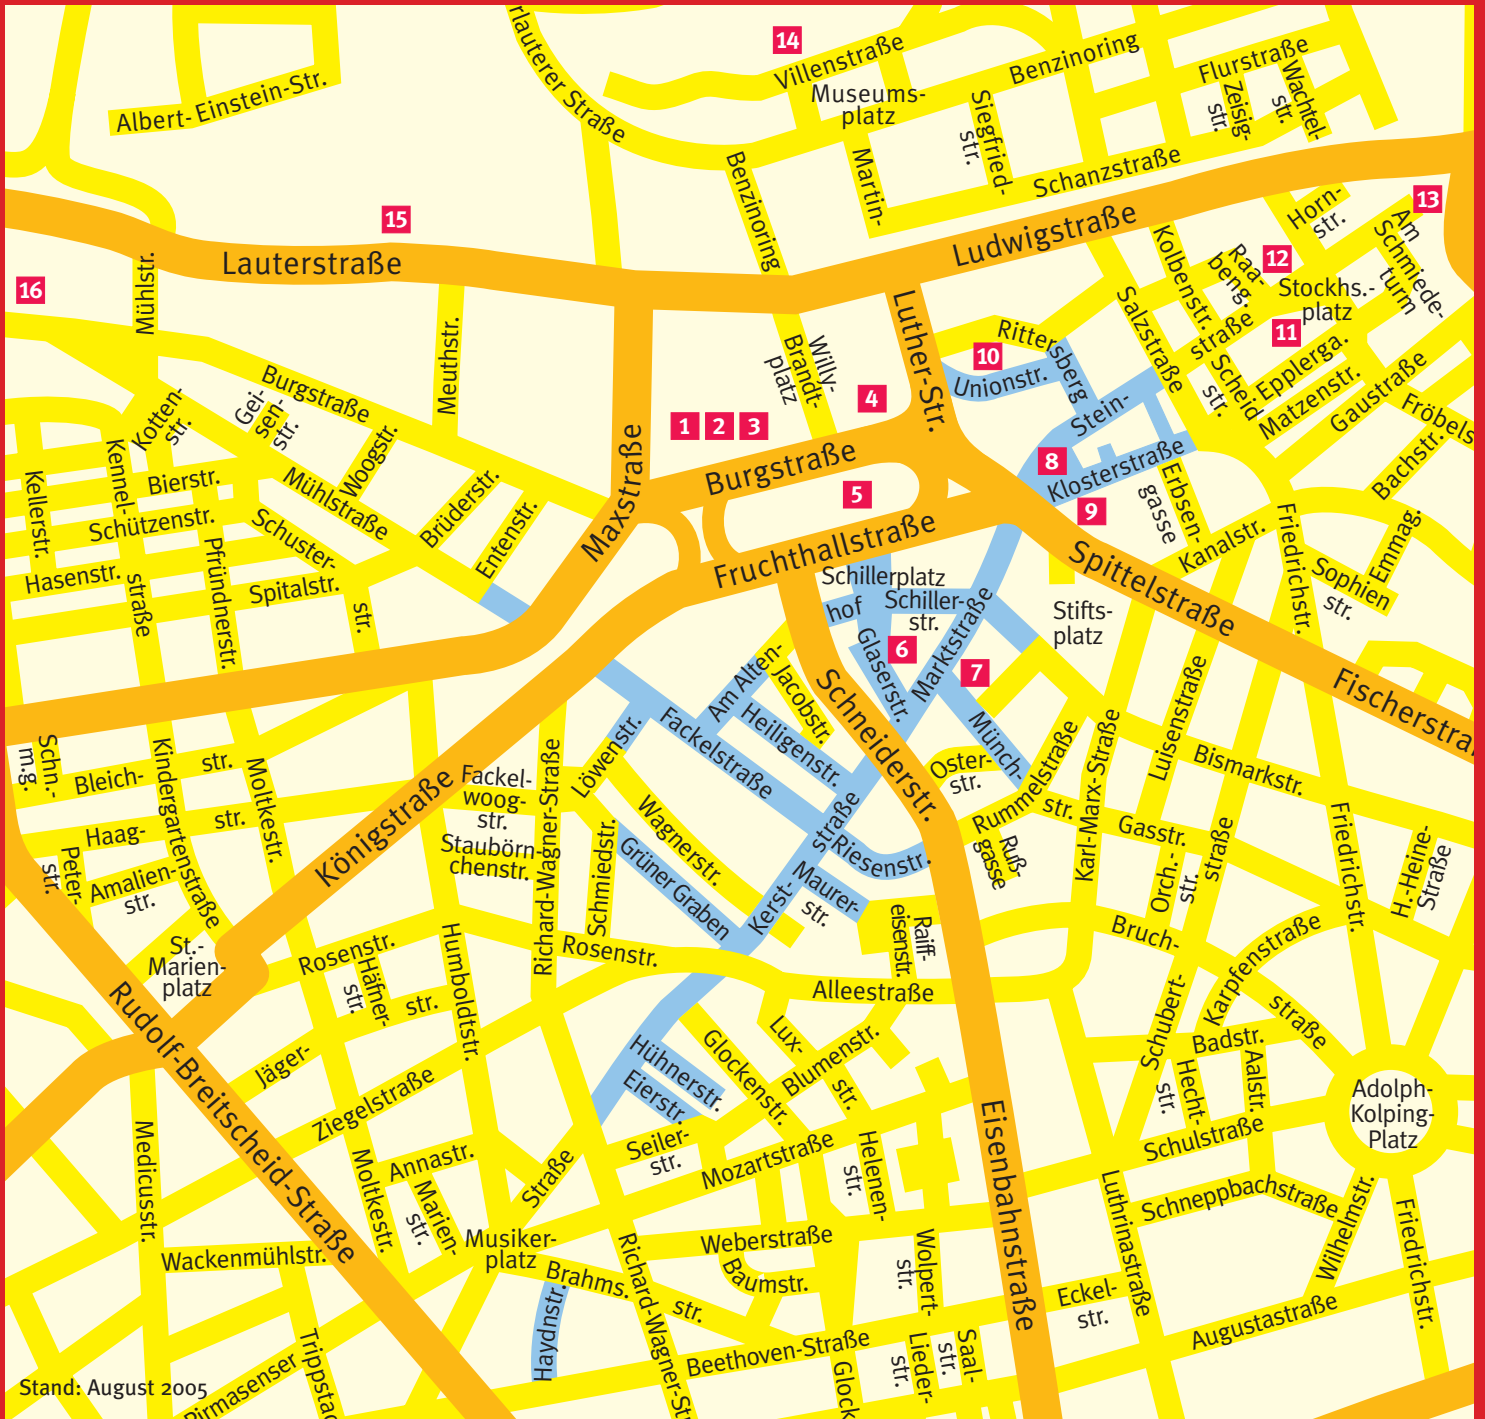 rlauterer Straße
14
Villenstraße
Benzinoring
Flurstraße
Albert-Einstein-Str.
Museums-
platz
Siegfried-
str.
Zeisig-
str.
Wachtel-
str.
Martin-
Benzinoring
Schanzstraße
15
Lauterstraße
Ludwigstraße
Horn-
str.
13
Am
Schmiede-
turm
16
Mühlstr.
Kolbenstr.
Raa-
beng.
12
Stockhs.-
platz
Meuthstr.
Luther-Str.
Rittersberg
Salzstraße
straße
11
Willy-
Brandt-
platz
10
Unionstr.
Epplerga.
Scheid
str.
Matzenstr.
Gaustraße
Burgstraße
Kotten-
str.
Gei-
sen-
str.
4
Stein-
Fröbels
1
2
3
Bachstr.
Kennel-
straße
Woogstr.
Maxstraße
Burgstraße
8
Klosterstraße
Kellerstr.
Bierstr.
Mühlstraße
Brüderstr.
5
9
Erbsen-
gasse
Schützenstr.
Schuster-
str.
Entenstr.
Fruchthallstraße
Kanalstr.
Friedrichstr.
Emmag.
Pfründnerstr.
Hasenstr.
Spitalstr.
Schillerplatz
Spittelstraße
Sophien
str.
hof
Schiller-
str.
Stifts-
platz
Glaserstr.
6
Marktstraße
7
Am Alten-
Jacobstr.
Schneiderstr.
Fischerstra
Luisenstraße
Fackelstraße
Heiligenstr.
Münch-
str.
Schn.-
m.g.
Bleich-
str.
Kindergartenstraße
Moltkestr.
Königstraße
Richard-Wagner-Straße
Löwenstr.
Fackel-
woog-
str.
Oster-
str.
Rummelstraße
Karl-Marx-Straße
Bismarkstr.
Haag-
str.
Wagnerstr.
straße
Gasstr.
Friedrichstr.
H.-Heine-
Straße
Staubörn-
chenstr.
Schmiedstr.
Grüner Graben
Riesenstr.
Ruß-
gasse
Orch.-
str.
straße
Peter-
str.
Amalien-
str.
Kerst-
Maurer-
str.
St.-
Marien-
platz
Rosenstr.
Rosenstr.
Raiff-
eisenstr.
Bruch-
straße
Karpfenstraße
Häfner-
str.
Humboldtstr.
Alleestraße
Schubert-
str.
Rudolf-Breitscheid-Straße
Jäger-
str.
Lux-
str.
Glockenstr.
Blumenstr.
Badstr.
Hühnerstr.
Eierstr.
Hecht-
Aalstr.
Ziegelstraße
Adolph-
Kolping-
Platz
Medicusstr.
Moltkestr.
Annastr.
Seiler-
str.
Mozartstraße
Helenen-
str.
Eisenbahnstraße
Schulstraße
Marien-
str.
Straße
Luthrinastraße
Schneppbachstraße
Wilhelmstr.
Friedrichstr.
Wackenmühlstr.
Musiker-
platz
Weberstraße
Baumstr.
Wolpert-
str.
Brahms.
str.
Richard-Wagner-Str
Haydnstr.
Eckel-
str.
Augustastraße
Beethoven-Straße
Trippstad
Pirmasenser
Glock
Lieder-
str.
Saal-
str.
Stand: August 2005